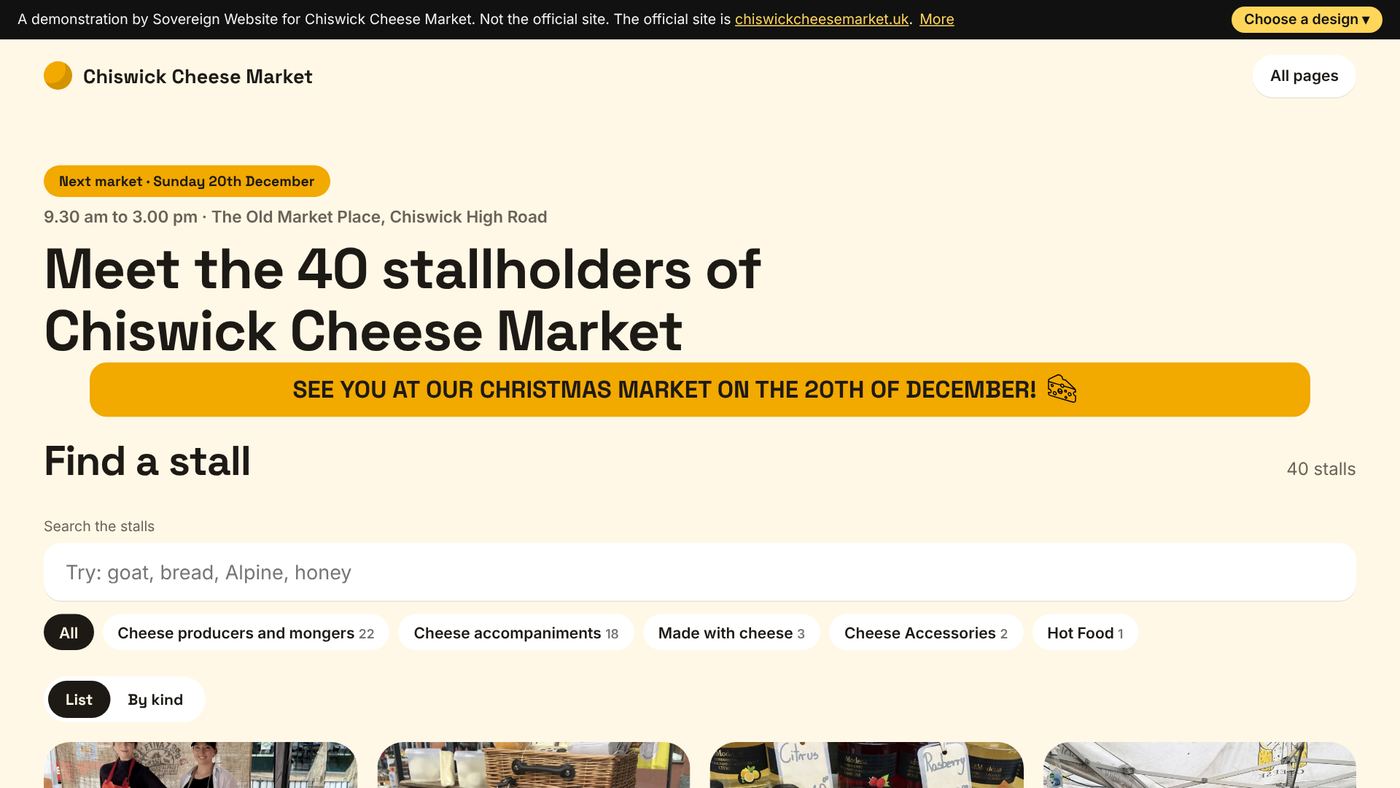 A demonstration by Sovereign Website for Chiswick Cheese Market. Not the official site. The official site is chiswickcheesemarket.uk. More
Choose a design ▾
Chiswick Cheese Market
All pages
Next market · Sunday 20th December
9.30 am to 3.00 pm · The Old Market Place, Chiswick High Road
Meet the 40 stallholders of
Chiswick Cheese Market
SEE YOU AT OUR CHRISTMAS MARKET ON THE 20TH OF DECEMBER!
Find a stall
40 stalls
Search the stalls
Try: goat, bread, Alpine, honey
All
Cheese producers and mongers 22
Cheese accompaniments 18
Made with cheese 3
Cheese Accessories 2
Hot Food 1
List
By kind
Citrus
Raspberry